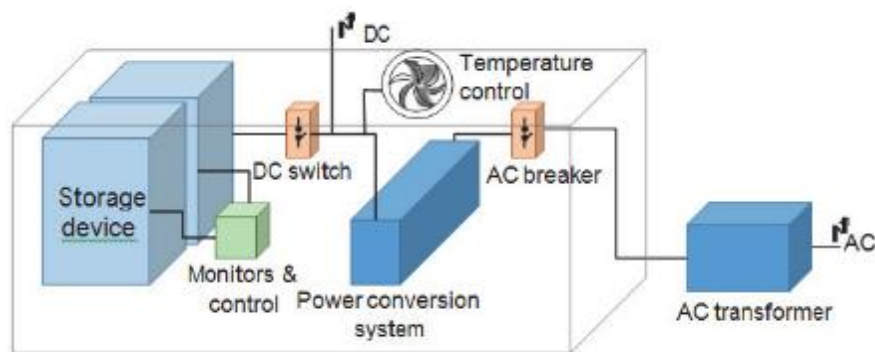 DC
Temperature
control
DC switch
AC breaker
Storage
device
Monitors &
control
Power conversion
system
AC
AC transformer